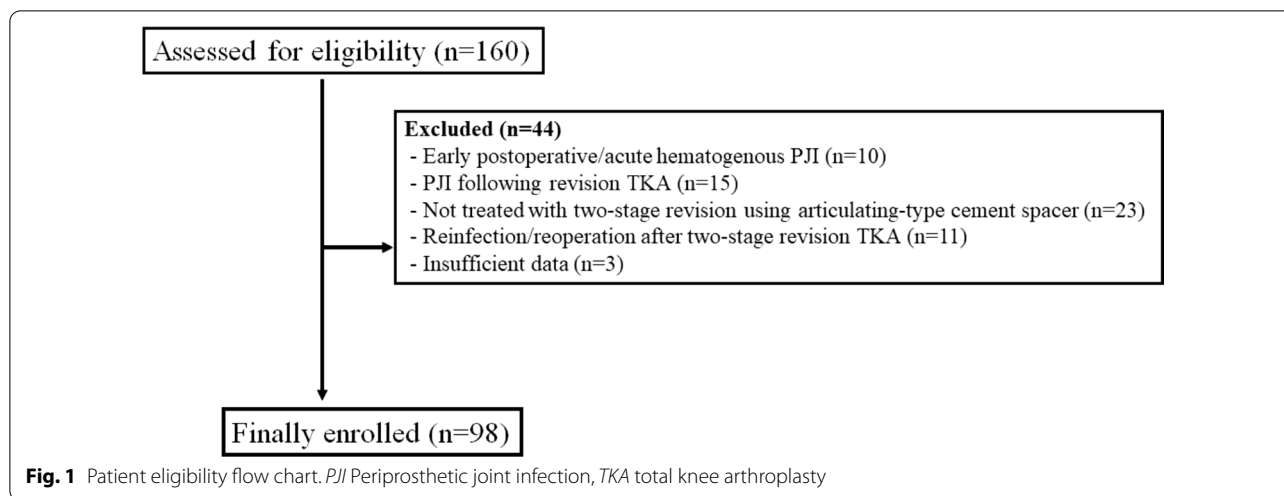 Assessed for eligibility (n=160)
Excluded (n=44)
- Early postoperative/acute hematogenous PJI (n=10)
- PJI following revision TKA (n=15)
- Not treated with two-stage revision using articulating-type cement spacer (n=23)
- Reinfection/reoperation after two-stage revision TKA (n=11)
- Insufficient data (n=3)
Finally enrolled (n=98)
Fig. 1 Patient eligibility flow chart. PJI Periprosthetic joint infection, TKA total knee arthroplasty